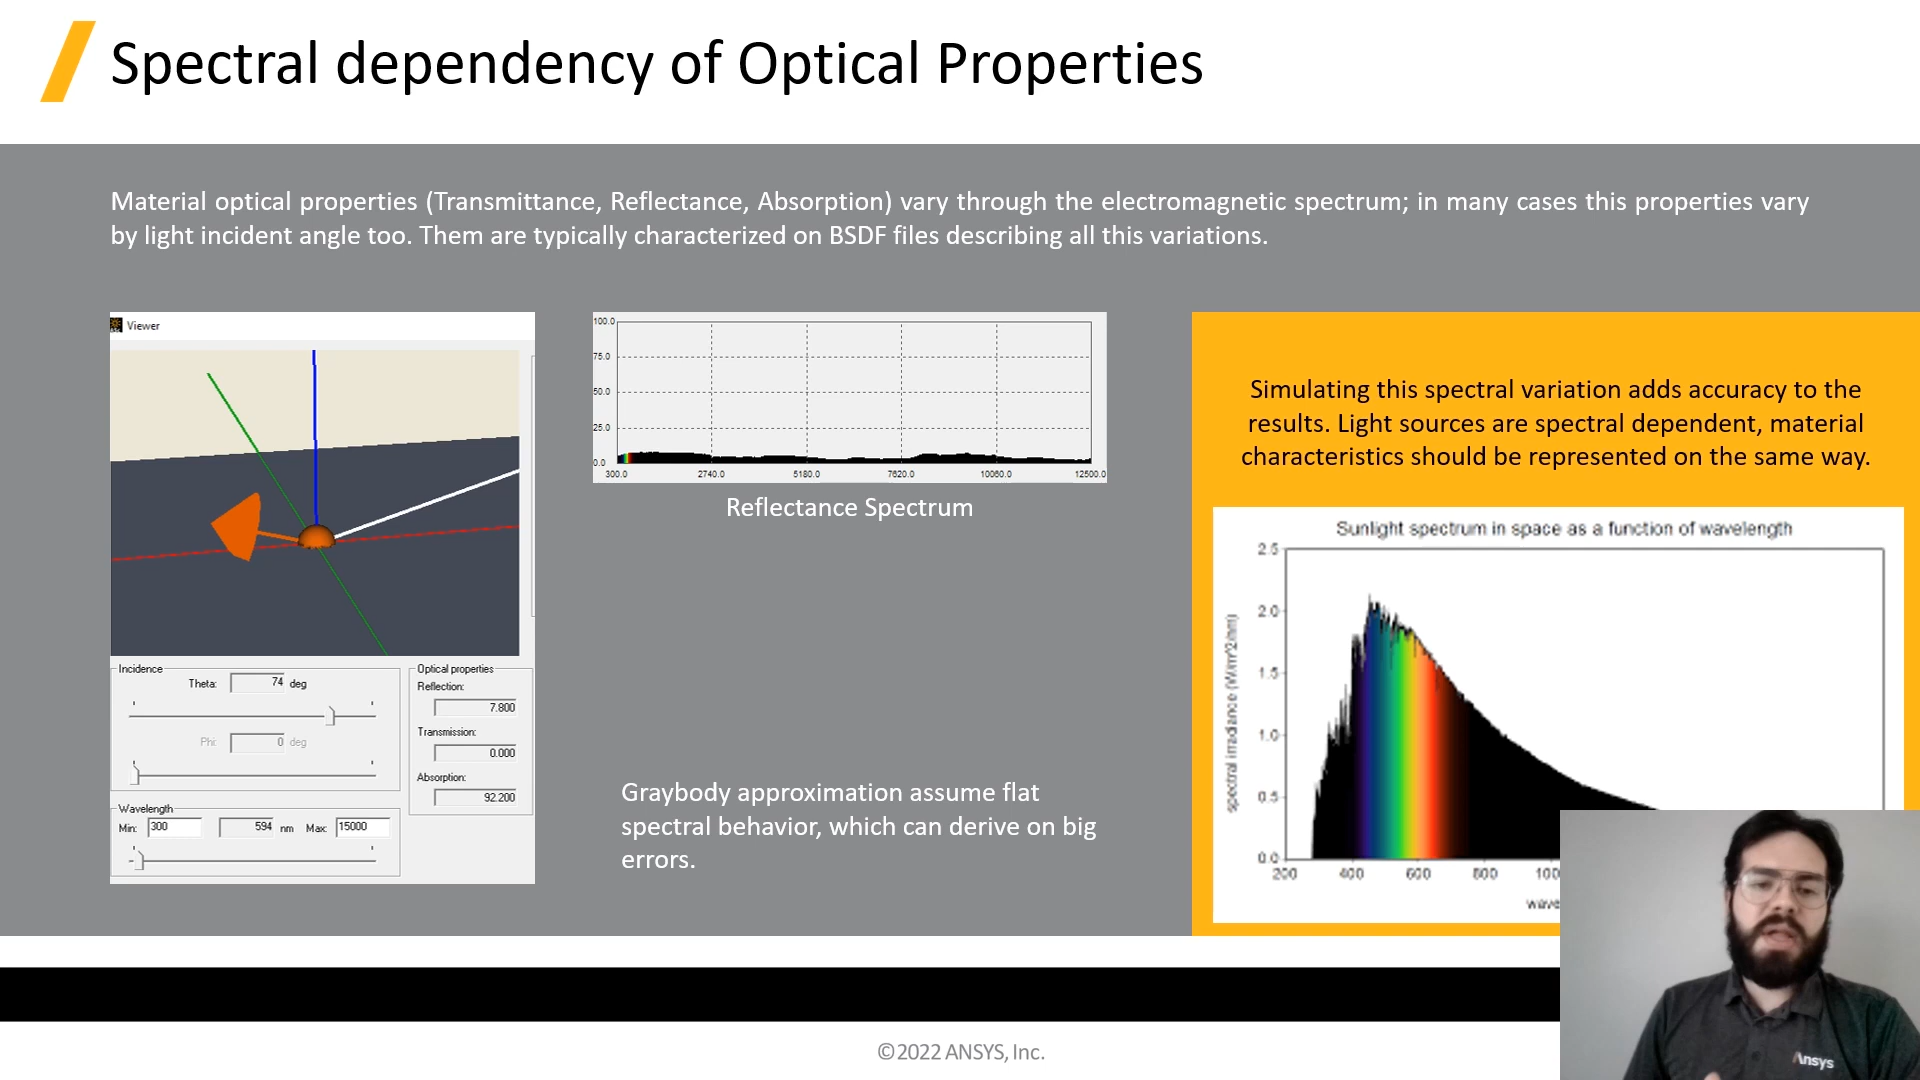 Spectral dependency of Optical Properties
Material optical properties (Transmittance, Reflectance, Absorption) vary through the electromagnetic spectrum; in many cases this properties vary
by light incident angle too. Them are typically characterized on BSDF files describing all this variations.
Viewer
Incidence
Theta: 74 deg
Phi: 0 deg
Wavelength
Min: 300 594 nm Max: 15000
Optical properties
Reflection:
7.800
Transmission:
0.000
Absorption:
92.200
100.0
75.0
50.0
25.0
0.0
300.0 2740.0 5180.0 7620.0 10060.0 12500.0
Reflectance Spectrum
Graybody approximation assume flat
spectral behavior, which can derive on big
errors.
Simulating this spectral variation adds accuracy to the
results. Light sources are spectral dependent, material
characteristics should be represented on the same way.
Sunlight spectrum in space as a function of wavelength
spectral irradiance (W/m^2/nm)
2.5
2.0
1.5
1.0
0.5
0.0
200 400 600 800
©2022 ANSYS, Inc.
Ansys